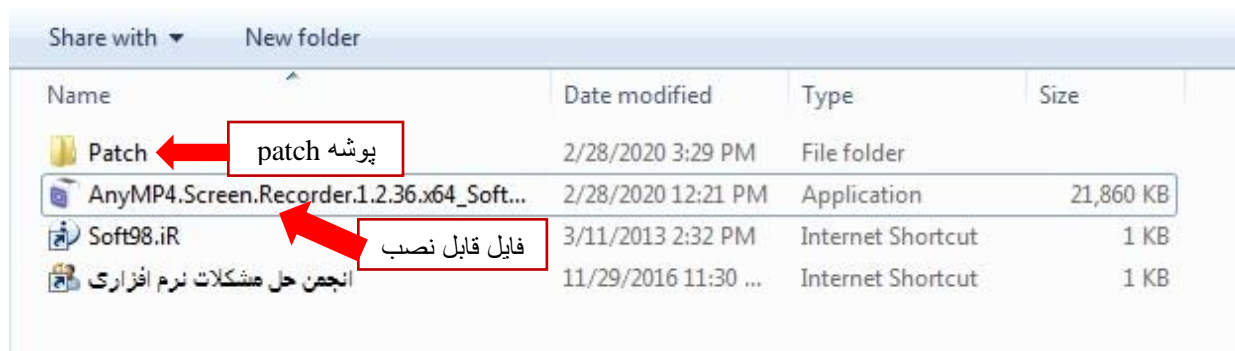 Share with New folder
Name Date modified Type Size
Patch پوشه patch 2/28/2020 3:29 PM File folder
AnyMP4.Screen.Recorder.1.2.36.x64_Soft... 2/28/2020 12:21 PM Application 21,860 KB
Soft98.iR فایل قابل نصب 3/11/2013 2:32 PM Internet Shortcut 1 KB
انجمن حل مشکلات نرم افزاری 11/29/2016 11:30 ... Internet Shortcut 1 KB